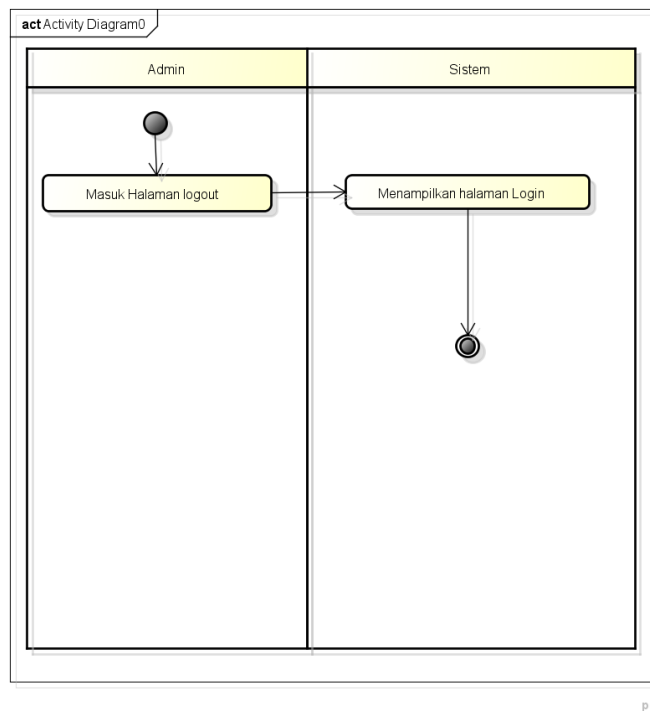 act Activity Diagram0
Admin
Sistem
Masuk Halaman logout
Menampilkan halaman Login
p